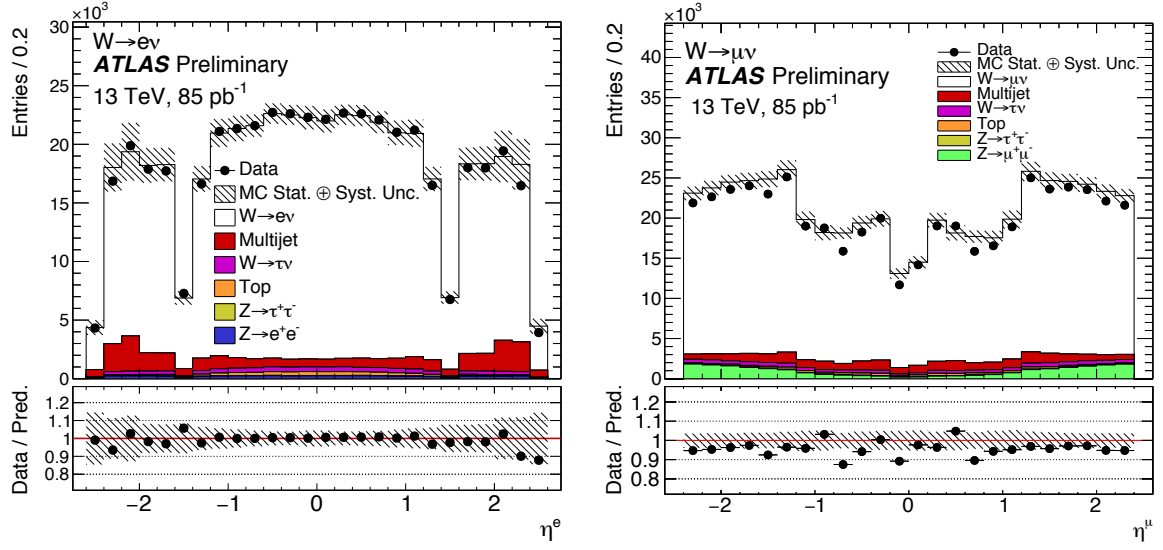 ×10³
30
25
20
15
10
5
0
Entries / 0.2
W→eν
ATLAS Preliminary
13 TeV, 85 pb⁻¹
Data
MC Stat. ⊕ Syst. Unc.
W→eν
Multijet
W→τν
Top
Z→τ⁺τ⁻
Z→e⁺e⁻
1.2
1.1
1
0.9
0.8
Data / Pred.
−2 −1 0 1 2
ηᵉ
×10³
40
35
30
25
20
15
10
5
0
Entries / 0.2
W→μν
ATLAS Preliminary
13 TeV, 85 pb⁻¹
Data
MC Stat. ⊕ Syst. Unc.
W→μν
Multijet
W→τν
Top
Z→τ⁺τ⁻
Z→μ⁺μ⁻
1.2
1.1
1
0.9
0.8
Data / Pred.
−2 −1 0 1 2
η^μ